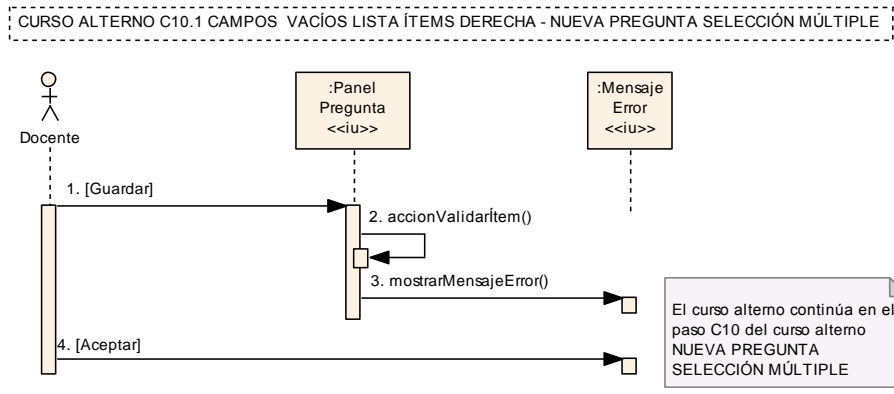 CURSO ALTERNO C10.1 CAMPOS VACÍOS LISTA ÍTEMS DERECHA - NUEVA PREGUNTA SELECCIÓN MÚLTIPLE
:Panel
Pregunta
<<iu>>
:Mensaje
Error
<<iu>>
Docente
1. [Guardar]
2. accionValidarÍtem()
3. mostrarMensajeError()
El curso alterno continúa en el
paso C10 del curso alterno
NUEVA PREGUNTA
SELECCIÓN MÚLTIPLE
4. [Aceptar]